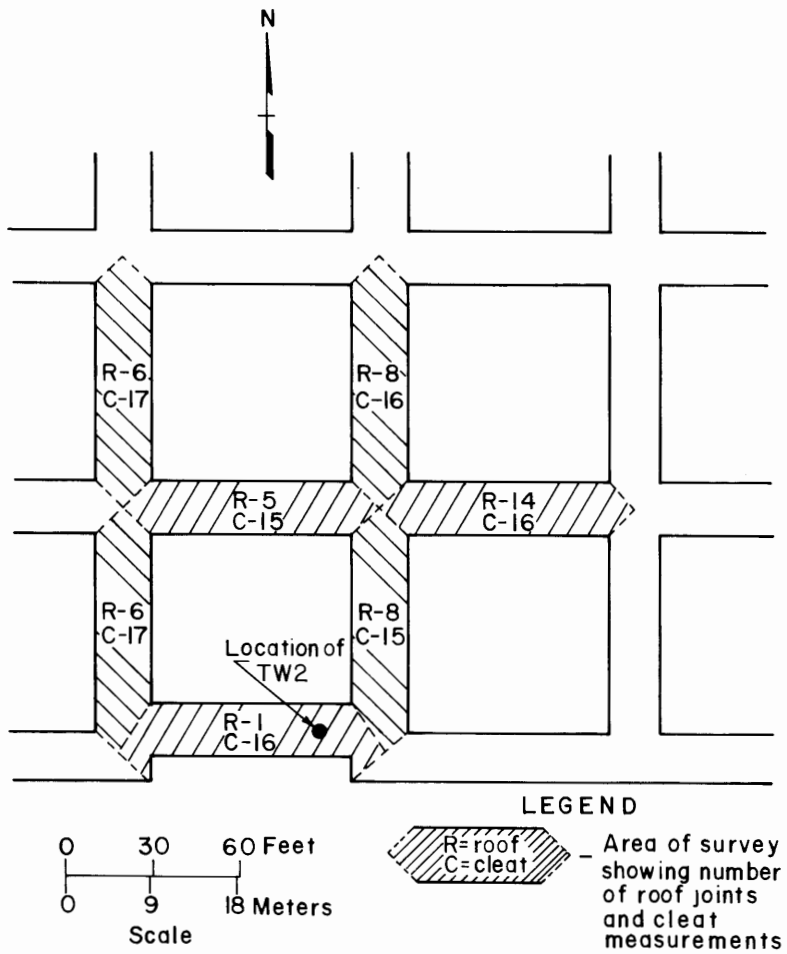 N
R-6
C-17
R-8
C-16
R-5
C-15
R-14
C-16
R-6
C-17
R-8
C-15
Location of
TW2
R-1
C-16
LEGEND
R=roof
C=cleat
– Area of survey
showing number
of roof joints
and cleat
measurements
0 30 60 Feet
0 9 18 Meters
Scale